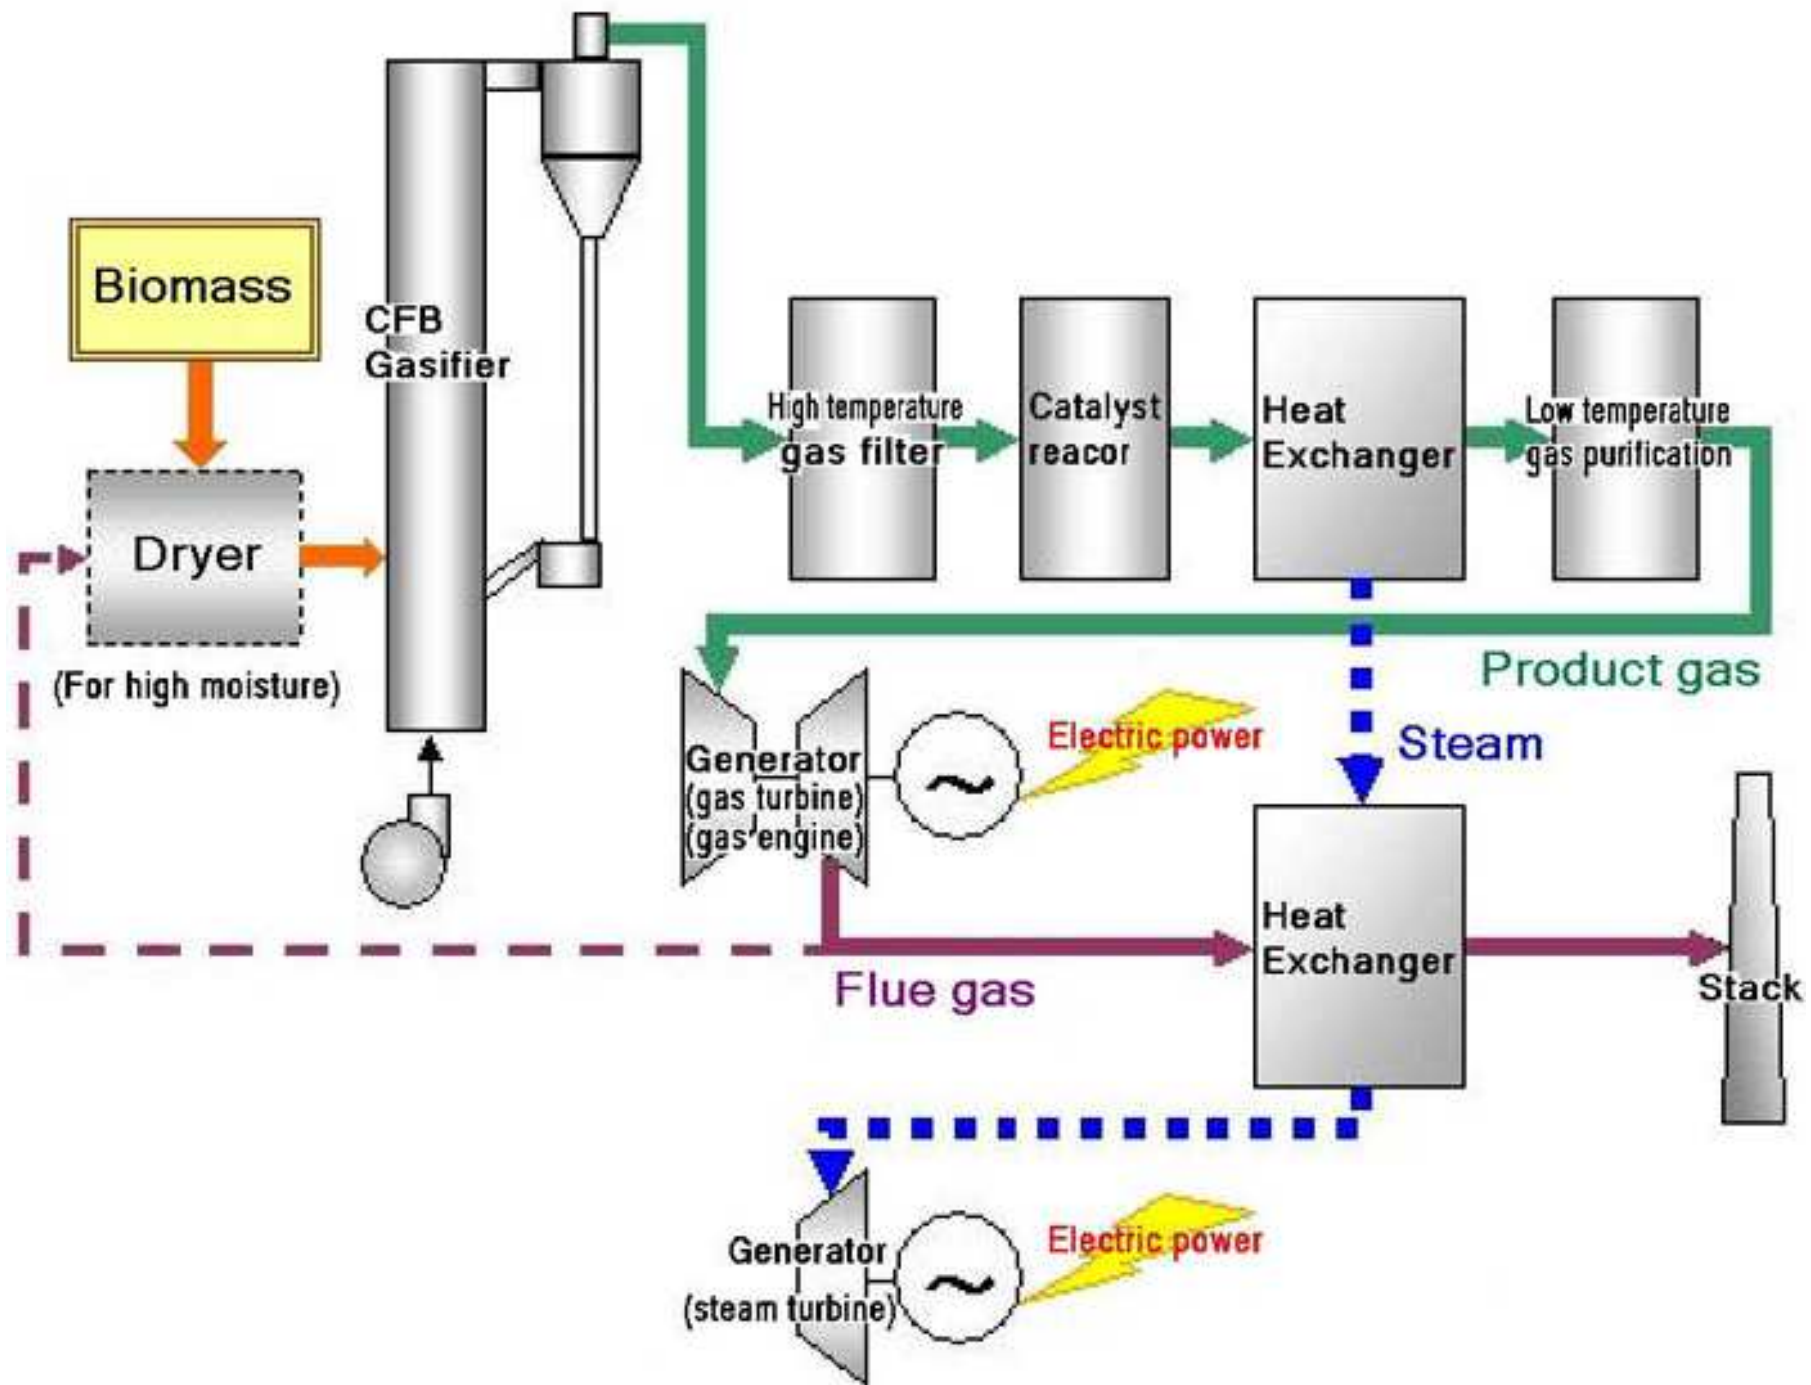 Biomass
CFB
Gasifier
Dryer
(For high moisture)
High temperature
gas filter
Catalyst
reacor
Heat
Exchanger
Low temperature
gas purification
Product gas
Steam
Generator
(gas turbine)
(gas engine)
Electric power
Flue gas
Heat
Exchanger
Stack
Generator
(steam turbine)
Electric power